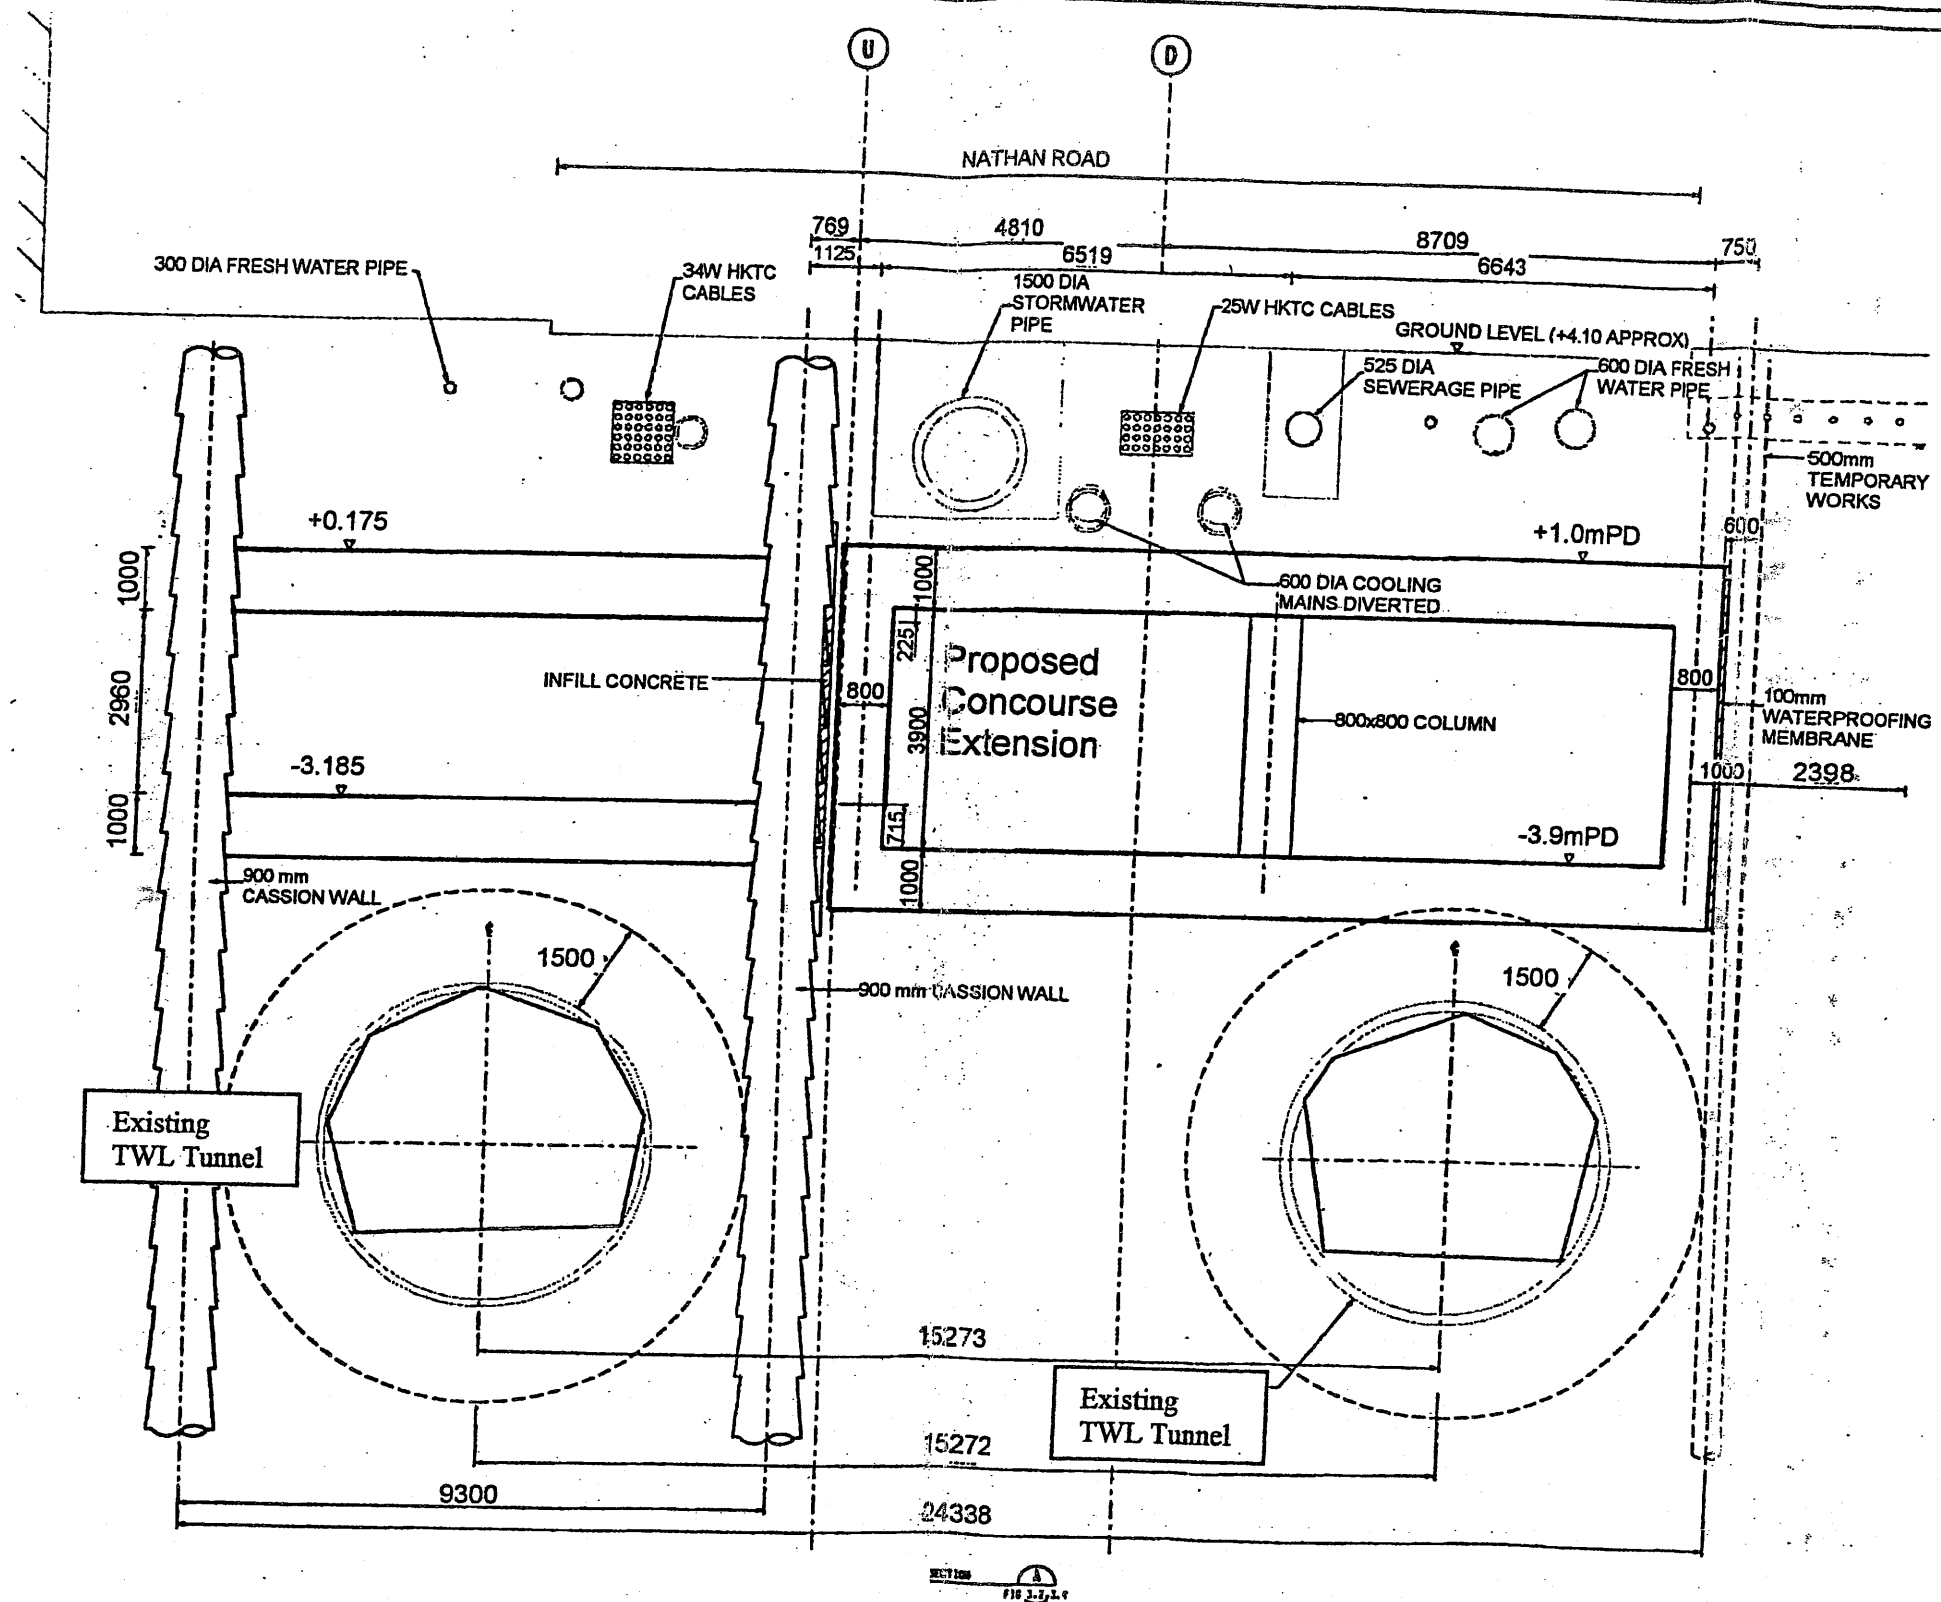 U
D
NATHAN ROAD
769
4810
8709
750
1125
6519
6643
300 DIA FRESH WATER PIPE
34W HKTC
CABLES
1500 DIA
STORMWATER
PIPE
25W HKTC CABLES
GROUND LEVEL (+4.10 APPROX)
525 DIA
SEWERAGE PIPE
600 DIA FRESH
WATER PIPE
500mm
TEMPORARY
WORKS
+0.175
+1.0mPD
600
1000
1000
600 DIA COOLING
MAINS DIVERTED
225
Proposed
Concourse
Extension
INFILL CONCRETE
800
800
2960
3900
800x800 COLUMN
100mm
WATERPROOFING
MEMBRANE
-3.185
1000
2398
1000
715
-3.9mPD
1000
900 mm
CASSION WALL
1500
1500
900 mm CASSION WALL
Existing
TWL Tunnel
15273
Existing
TWL Tunnel
15272
9300
24338
SECTION
A